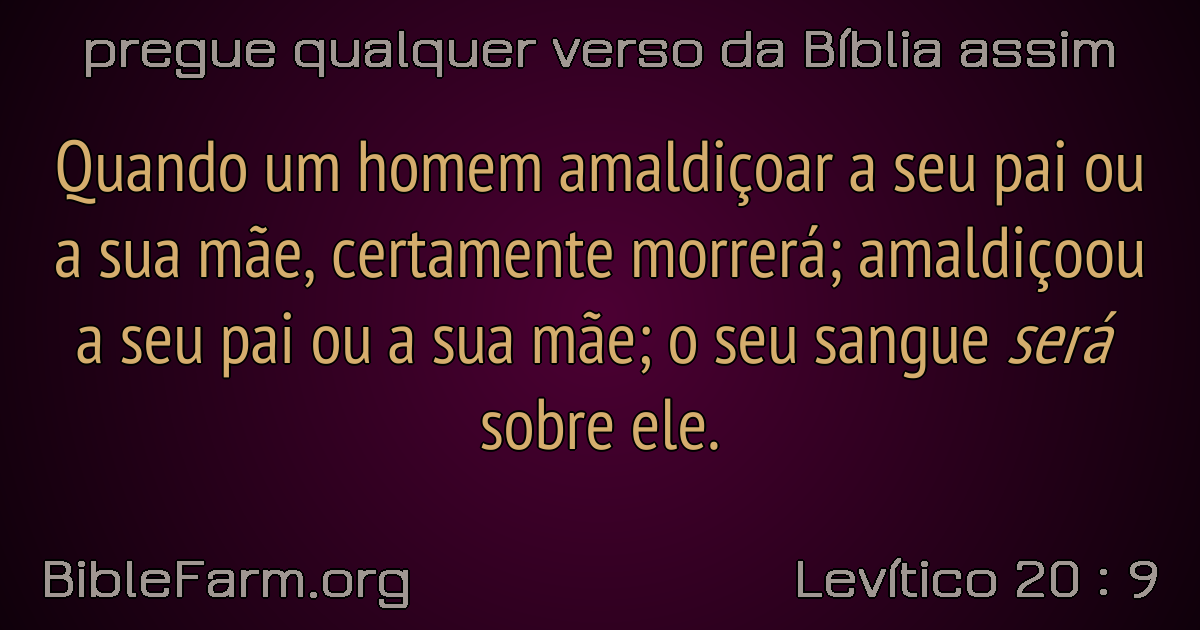 pregue qualquer verso da Bíblia assim
Quando um homem amaldiçoar a seu pai ou
a sua mãe, certamente morrerá; amaldiçoou
a seu pai ou a sua mãe; o seu sangue será
sobre ele.
BibleFarm.org
Levítico 20 : 9